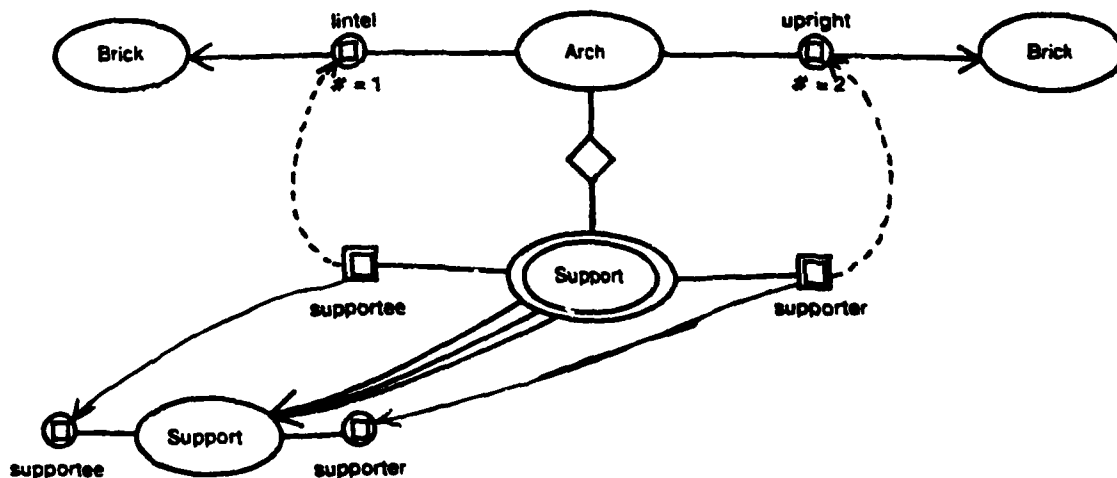 lintel
upright
Brick
Arch
Brick
# = 1
# = 2
Support
supportee
supporter
Support
supportee
supporter